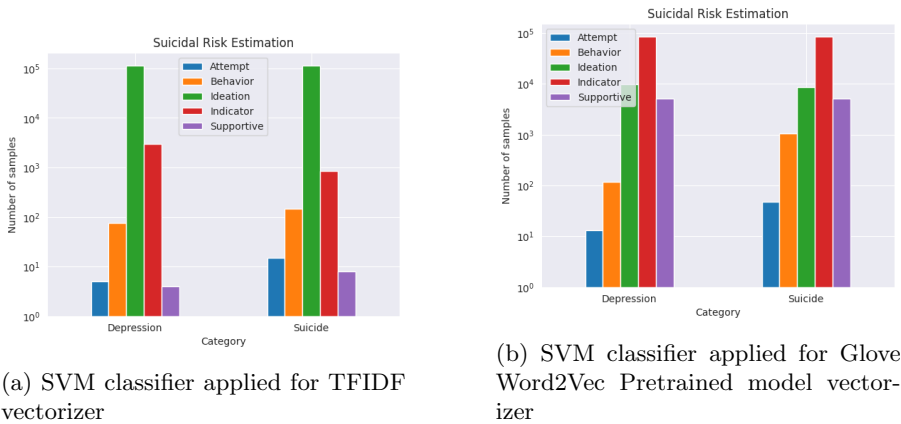 Suicidal Risk Estimation
Attempt
Behavior
Ideation
Indicator
Supportive
Number of samples
10^5
10^4
10^3
10^2
10^1
10^0
Depression
Suicide
Category
(a) SVM classifier applied for TFIDF
vectorizer
Suicidal Risk Estimation
Attempt
Behavior
Ideation
Indicator
Supportive
Number of samples
10^5
10^4
10^3
10^2
10^1
10^0
Depression
Suicide
Category
(b) SVM classifier applied for Glove
Word2Vec Pretrained model vector-
izer